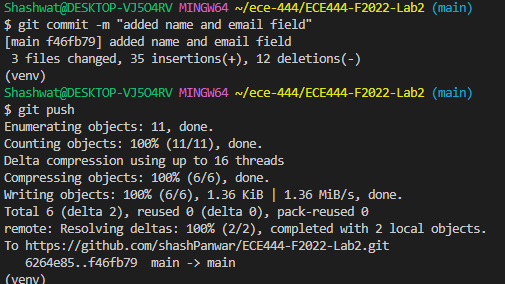 Shashwat@DESKTOP-VJ5O4RV MINGW64 ~/ece-444/ECE444-F2022-Lab2 (main)
$ git commit -m "added name and email field"
[main f46fb79] added name and email field
 3 files changed, 35 insertions(+), 12 deletions(-)
(venv)
Shashwat@DESKTOP-VJ5O4RV MINGW64 ~/ece-444/ECE444-F2022-Lab2 (main)
$ git push
Enumerating objects: 11, done.
Counting objects: 100% (11/11), done.
Delta compression using up to 16 threads
Compressing objects: 100% (6/6), done.
Writing objects: 100% (6/6), 1.36 KiB | 1.36 MiB/s, done.
Total 6 (delta 2), reused 0 (delta 0), pack-reused 0
remote: Resolving deltas: 100% (2/2), completed with 2 local objects.
To https://github.com/shashPanwar/ECE444-F2022-Lab2.git
   6264e85..f46fb79  main -> main
(venv)